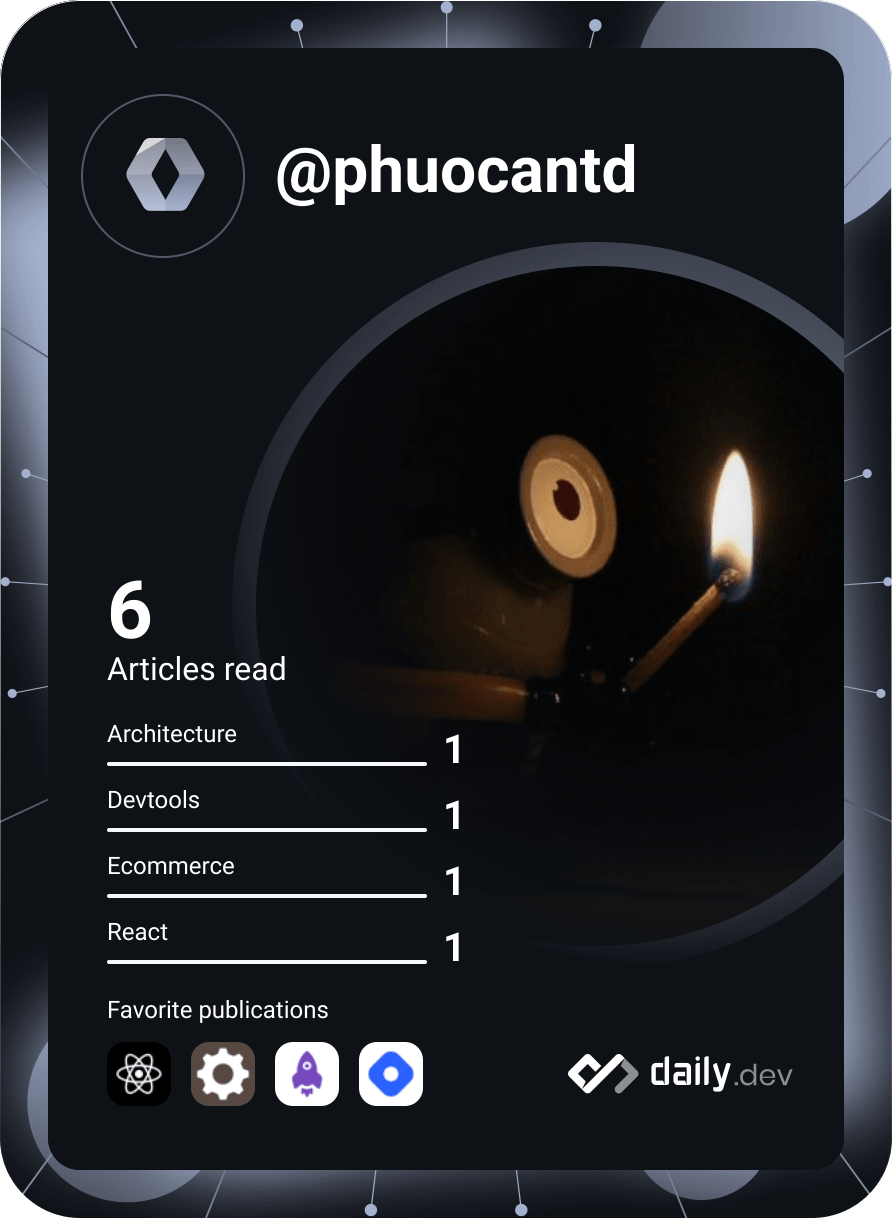 @phuocantd
6
Articles read
Architecture
1
Devtools
1
Ecommerce
1
React
1
Favorite publications
daily.dev